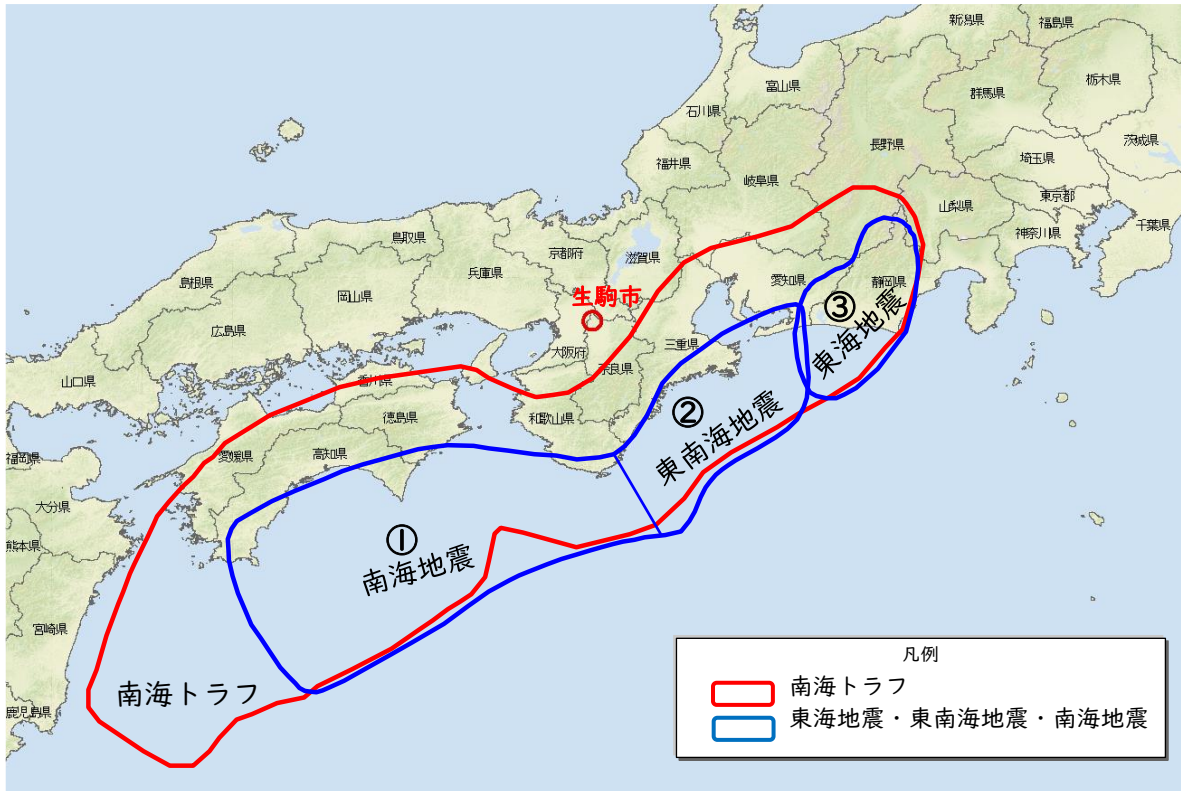 新潟県
福島県
栃木県
群馬県
富山県
石川県
茨城県
長野県
埼玉県
福井県
岐阜県
東京都
山梨県
千葉県
神奈川県
鳥取県
京都府
滋賀県
兵庫県
島根県
岡山県
愛知県
静岡県
生駒市
広島県
③
東海地震
三重県
大阪府
奈良県
山口県
香川県
②
東南海地震
徳島県
和歌山県
愛媛県
高知県
福岡県
大分県
①
南海地震
熊本県
宮崎県
南海トラフ
鹿児島県
凡例
南海トラフ
東海地震・東南海地震・南海地震